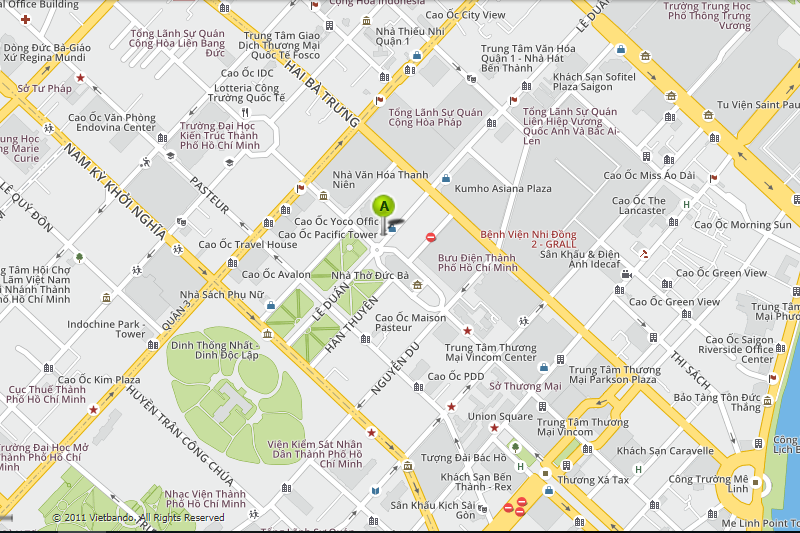 al Office Building
Cộng Hòa Indonesia
Cao Ốc City View
LÊ DUẨN
Trường Trung Học
Phổ Thông Trưng
Vương
Dòng Đức Bà-Giáo
Xứ Regina Mundi
Tổng Lãnh Sự Quán
Cộng Hòa Liên Bang
Đức
Trung Tâm Giao
Dịch Thương Mại
Quốc Tế Fosco
Nhà Thiếu Nhi
Quận 1
Trung Tâm Văn Hóa
Quận 1 - Nhà Hát
Bến Thành
Sở Tư Pháp
Cao Ốc IDC
Lotteria Công
Trường Quốc Tế
HAI BÀ TRƯNG
Khách Sạn Sofitel
Plaza Saigon
Tu Viện Saint Pau
Cao Ốc Văn Phòng
Endovina Center
Trường Đại Học
Kiến Trúc Thành
Phố Hồ Chí Minh
Tổng Lãnh Sự Quán
Cộng Hòa Pháp
Tổng Lãnh Sự Quán
Liên Hiệp Vương
Quốc Anh Và Bắc Ai-
Len
rung Học
ng Marie
Curie
NAM KỲ KHỞI NGHĨA
PASTEUR
LÊ QUÝ ĐÔN
Nhà Văn Hóa Thanh
Niên
Kumho Asiana Plaza
Cao Ốc Miss Áo Dài
Cao Ốc The
Lancaster
Cao Ốc Morning Sun
A
Cao Ốc Yoco Offic
Cao Ốc Pacific Tower
Cao Ốc Travel House
Bệnh Viện Nhi Đồng
2 - GRALL
Sân Khấu & Điện
Ảnh Idecaf
Bưu Điện Thành
Phố Hồ Chí Minh
Trung Tâm Hội Chợ
Lãm Việt Nam
i Nhánh Thành
Hồ Chí Minh
Cao Ốc Avalon
Nhà Thờ Đức Bà
Cao Ốc Green View
Nhà Sách Phụ Nữ
LÊ DUẨN
HÀN THUYÊN
Cao Ốc Green View
QUẬN 3
Indochine Park -
Tower
Cao Ốc Maison
Pasteur
Trung Tâm
Mại Phươ
Dinh Thống Nhất -
Dinh Độc Lập
Trung Tâm Thương
Mại Vincom Center
Cao Ốc Saigon
Riverside Office
Center
THI SÁCH
NGUYỄN DU
Cao Ốc Kim Plaza
Cục Thuế Thành
Phố Hồ Chí Minh
Cao Ốc PDD
Sở Thương Mại
Trung Tâm Thương
Mại Parkson Plaza
HUYỀN TRÂN CÔNG CHÚA
Bảo Tàng Tôn Đức
Thắng
Union Square
Trung Tâm Thương
Mại Vincom
Trường Đại Học Mở
Thành Phố Hồ Chí
Minh
Viện Kiểm Sát Nhân
Dân Thành Phố Hồ
Chí Minh
Tượng Đài Bác Hồ
Khách Sạn Caravelle
Khách Sạn Bến
Thành - Rex
Thương Xá Tax
Công Trường Mê
Linh
Nhạc Viện Thành
Phố Hồ Chí Minh
Sân Khấu Kịch Sài
Gòn
Me Linh Point To
© 2011 Vietbando. All Rights Reserved
Tổng Lãnh Sự Quán